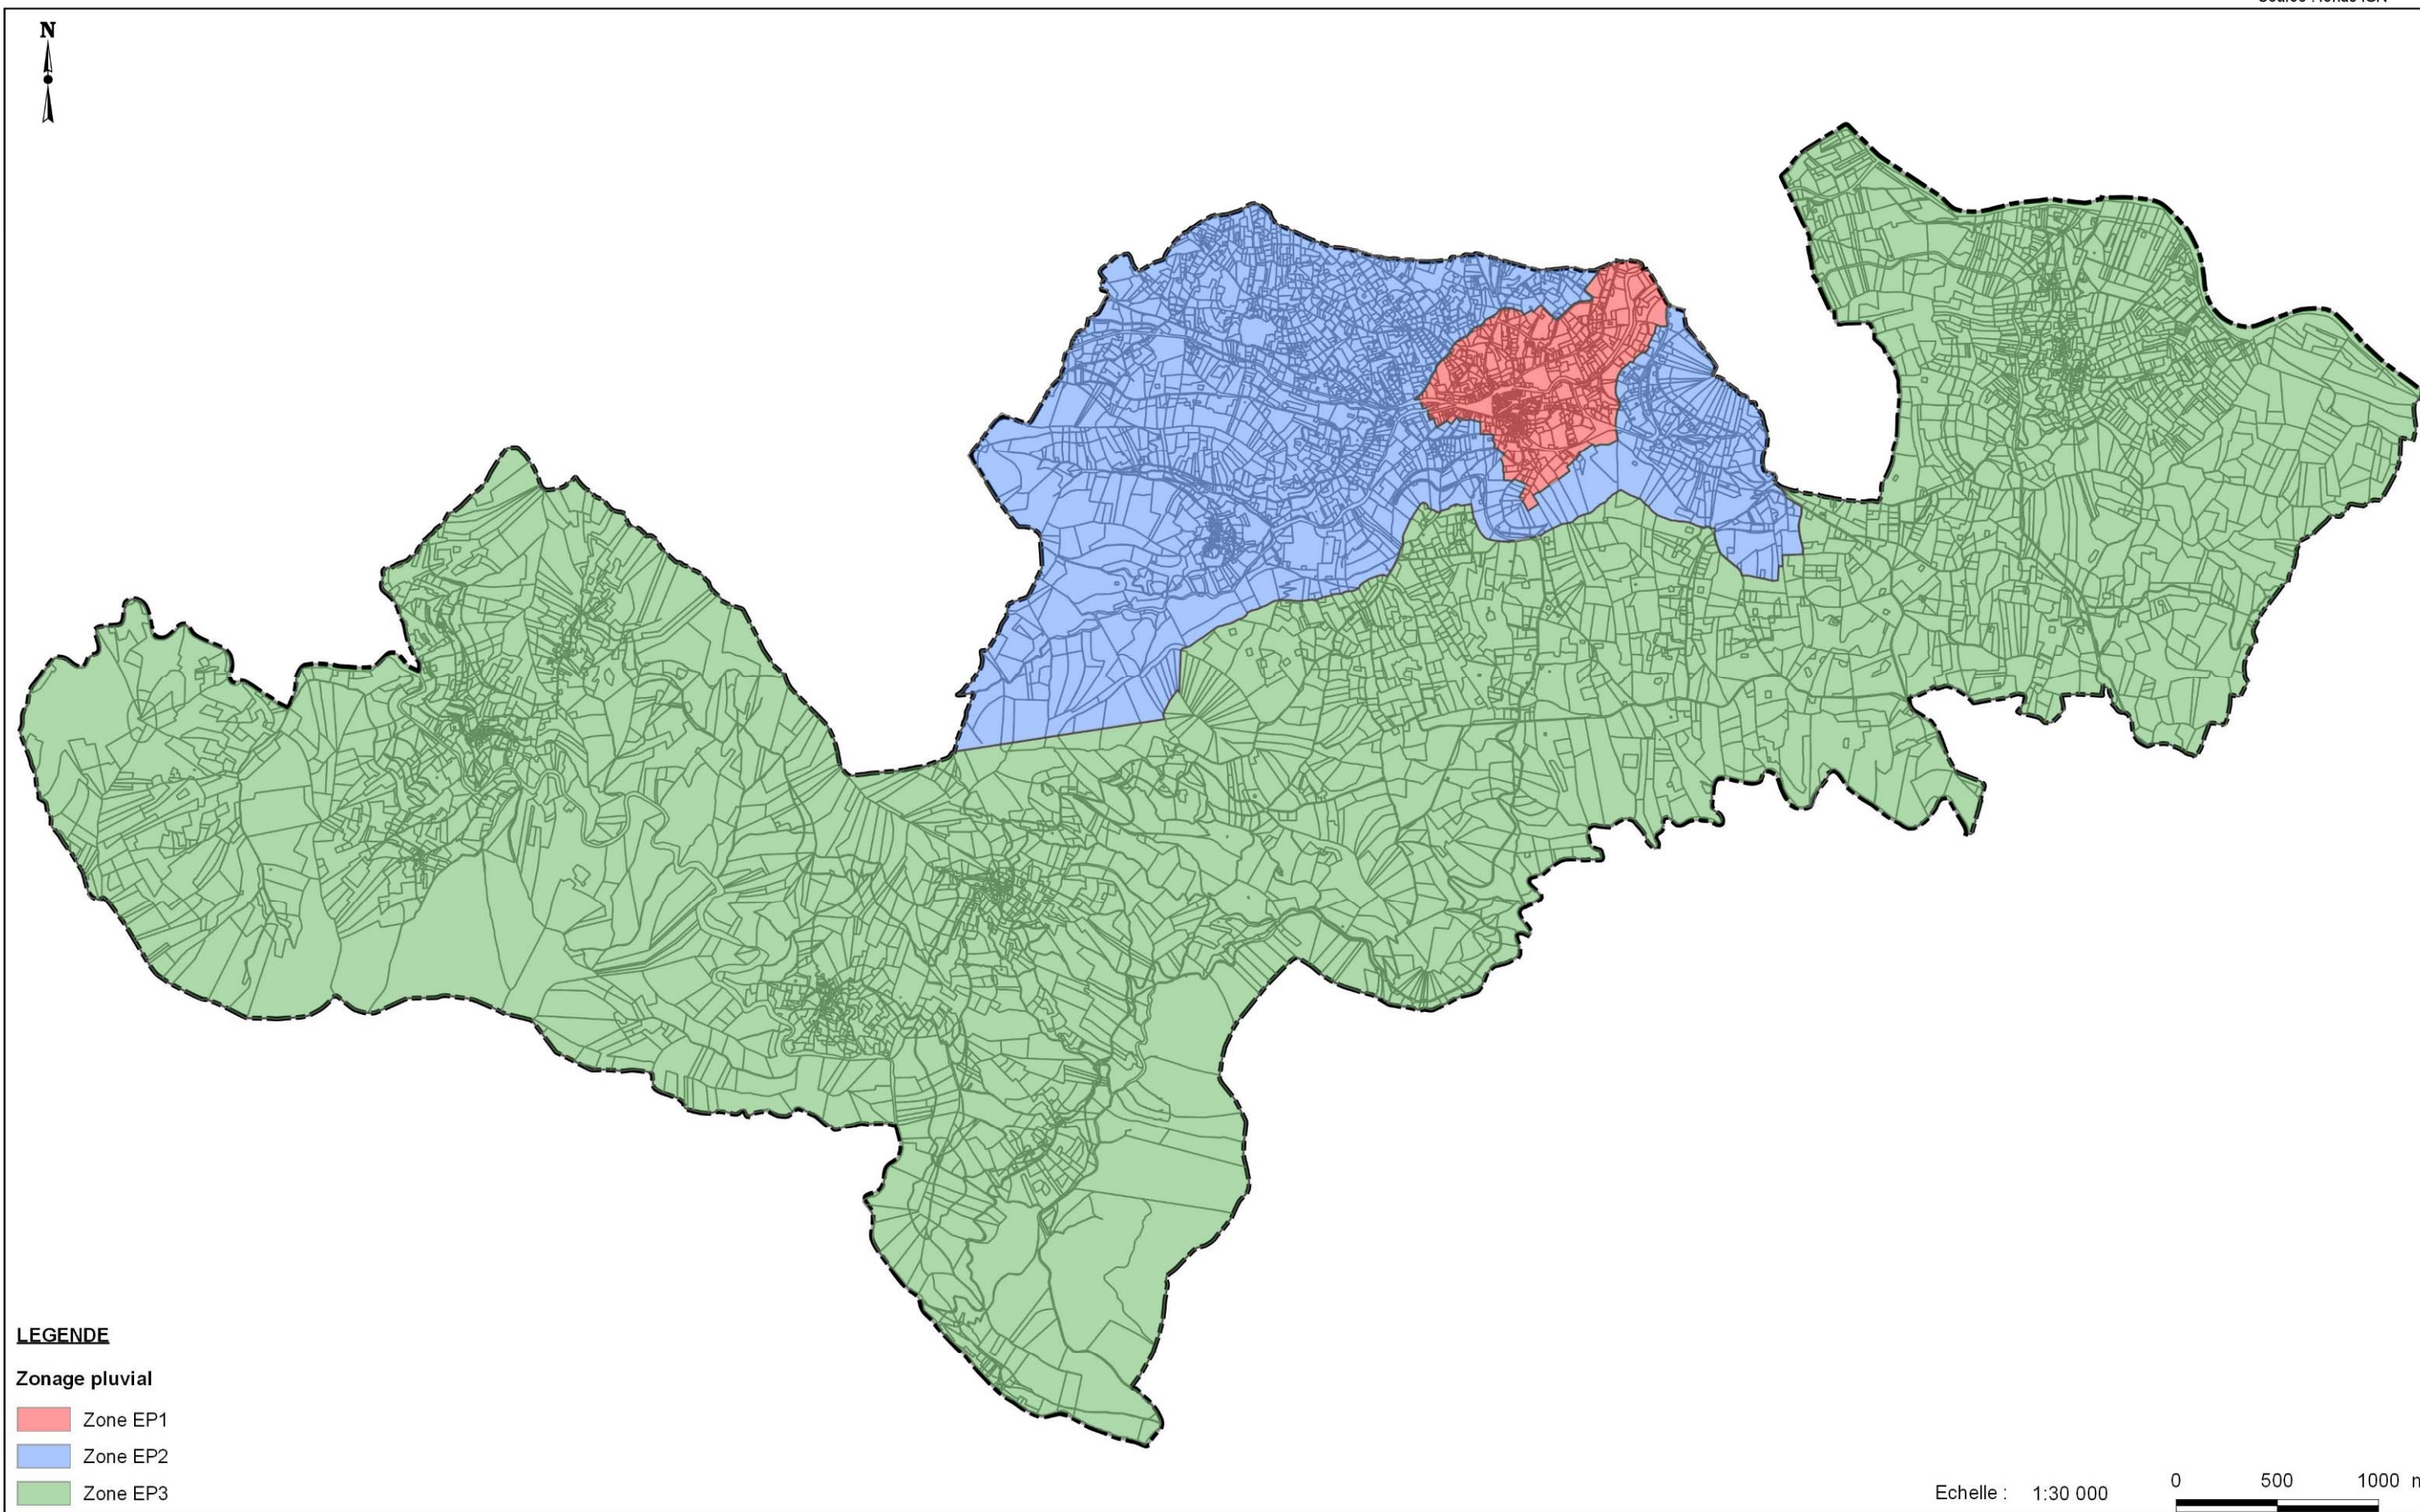 N
LEGENDE
Zonage pluvial
Zone EP1
Zone EP2
Zone EP3
Echelle : 1:30 000
0 500 1000